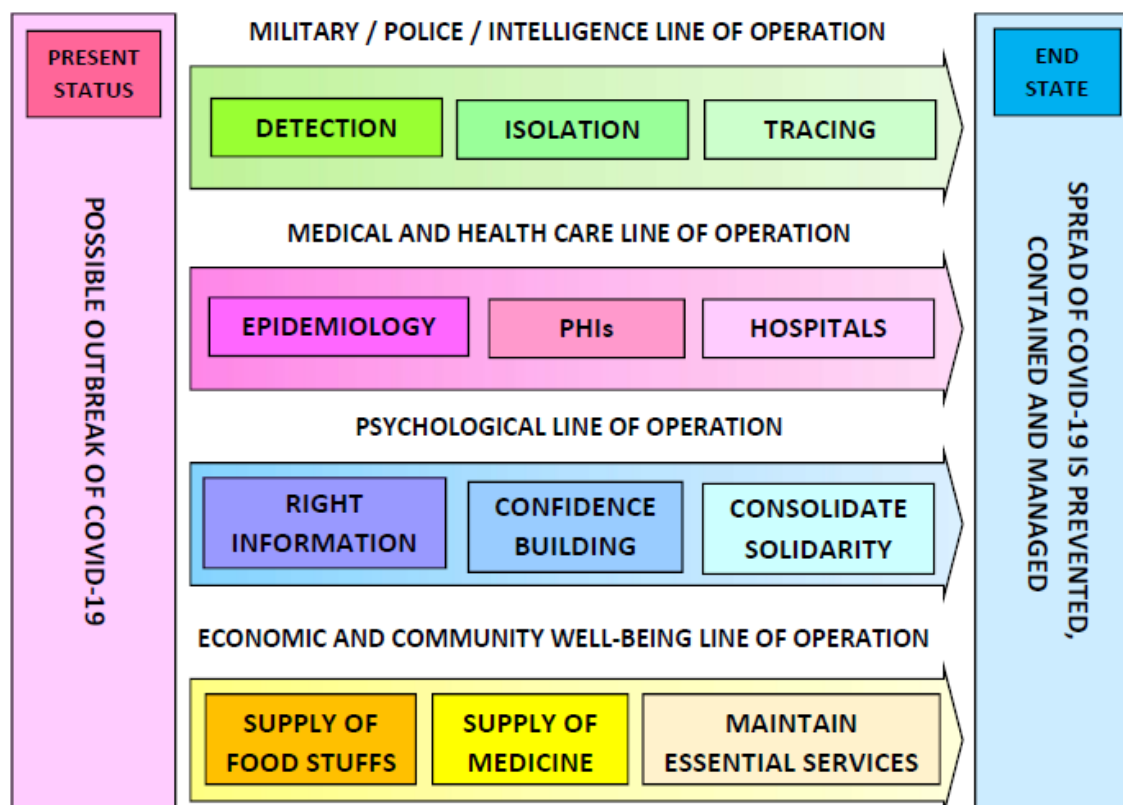 PRESENT
STATUS
POSSIBLE OUTBREAK OF COVID-19
MILITARY / POLICE / INTELLIGENCE LINE OF OPERATION
DETECTION
ISOLATION
TRACING
MEDICAL AND HEALTH CARE LINE OF OPERATION
EPIDEMIOLOGY
PHIs
HOSPITALS
PSYCHOLOGICAL LINE OF OPERATION
RIGHT
INFORMATION
CONFIDENCE
BUILDING
CONSOLIDATE
SOLIDARITY
ECONOMIC AND COMMUNITY WELL-BEING LINE OF OPERATION
SUPPLY OF
FOOD STUFFS
SUPPLY OF
MEDICINE
MAINTAIN
ESSENTIAL SERVICES
END
STATE
SPREAD OF COVID-19 IS PREVENTED,
CONTAINED AND MANAGED